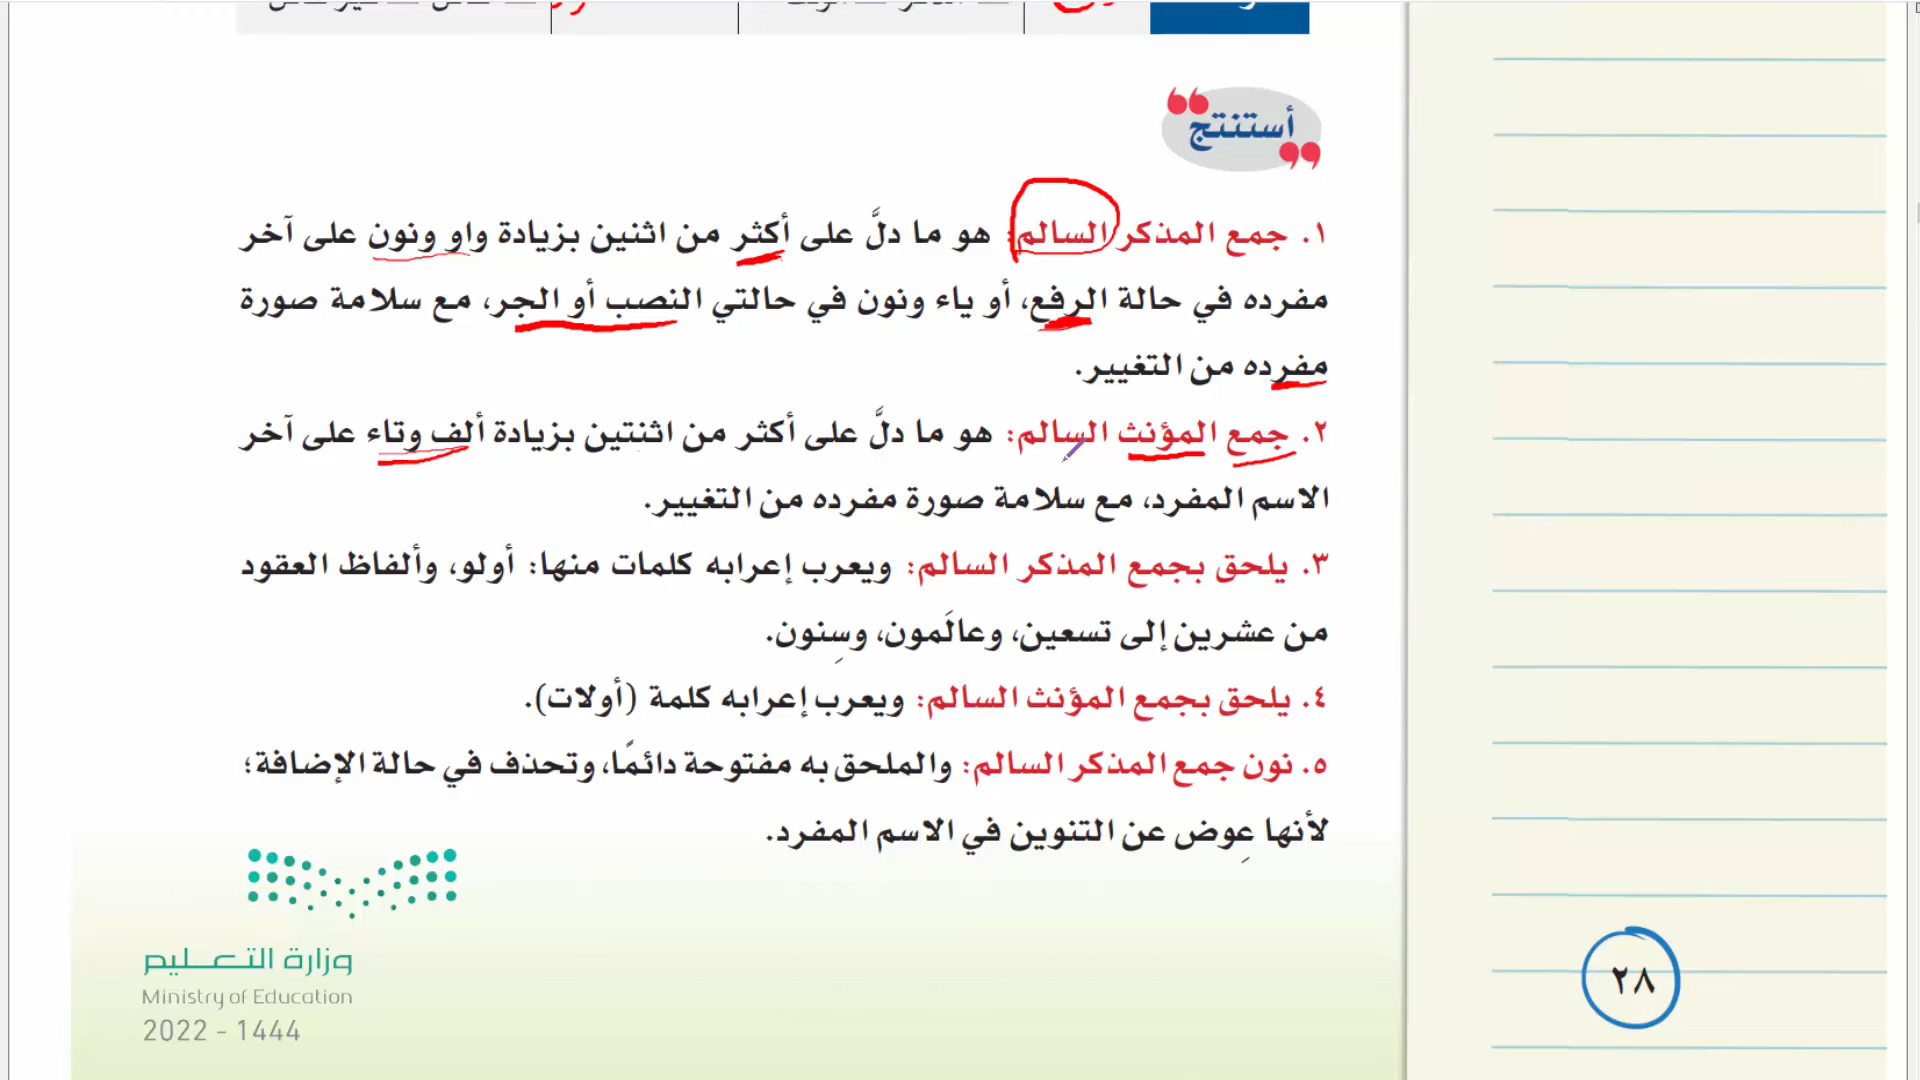 أستنتج
١. جمع المذكر السالم: هو ما دلَّ على أكثر من اثنين بزيادة واو ونون على آخر
مفرده في حالة الرفع، أو ياء ونون في حالتي النصب أو الجر، مع سلامة صورة
مفرده من التغيير.
٢. جمع المؤنث السالم: هو ما دلَّ على أكثر من اثنتين بزيادة ألف وتاء على آخر
الاسم المفرد، مع سلامة صورة مفرده من التغيير.
٣. يلحق بجمع المذكر السالم: ويعرب إعرابه كلمات منها: أولو، وألفاظ العقود
من عشرين إلى تسعين، وعالَمون، وسِنون.
٤. يلحق بجمع المؤنث السالم: ويعرب إعرابه كلمة (أولات).
٥. نون جمع المذكر السالم: والملحق به مفتوحة دائمًا، وتحذف في حالة الإضافة؛
لأنها عِوض عن التنوين في الاسم المفرد.
وزارة التعليم
Ministry of Education
2022 - 1444
٢٨